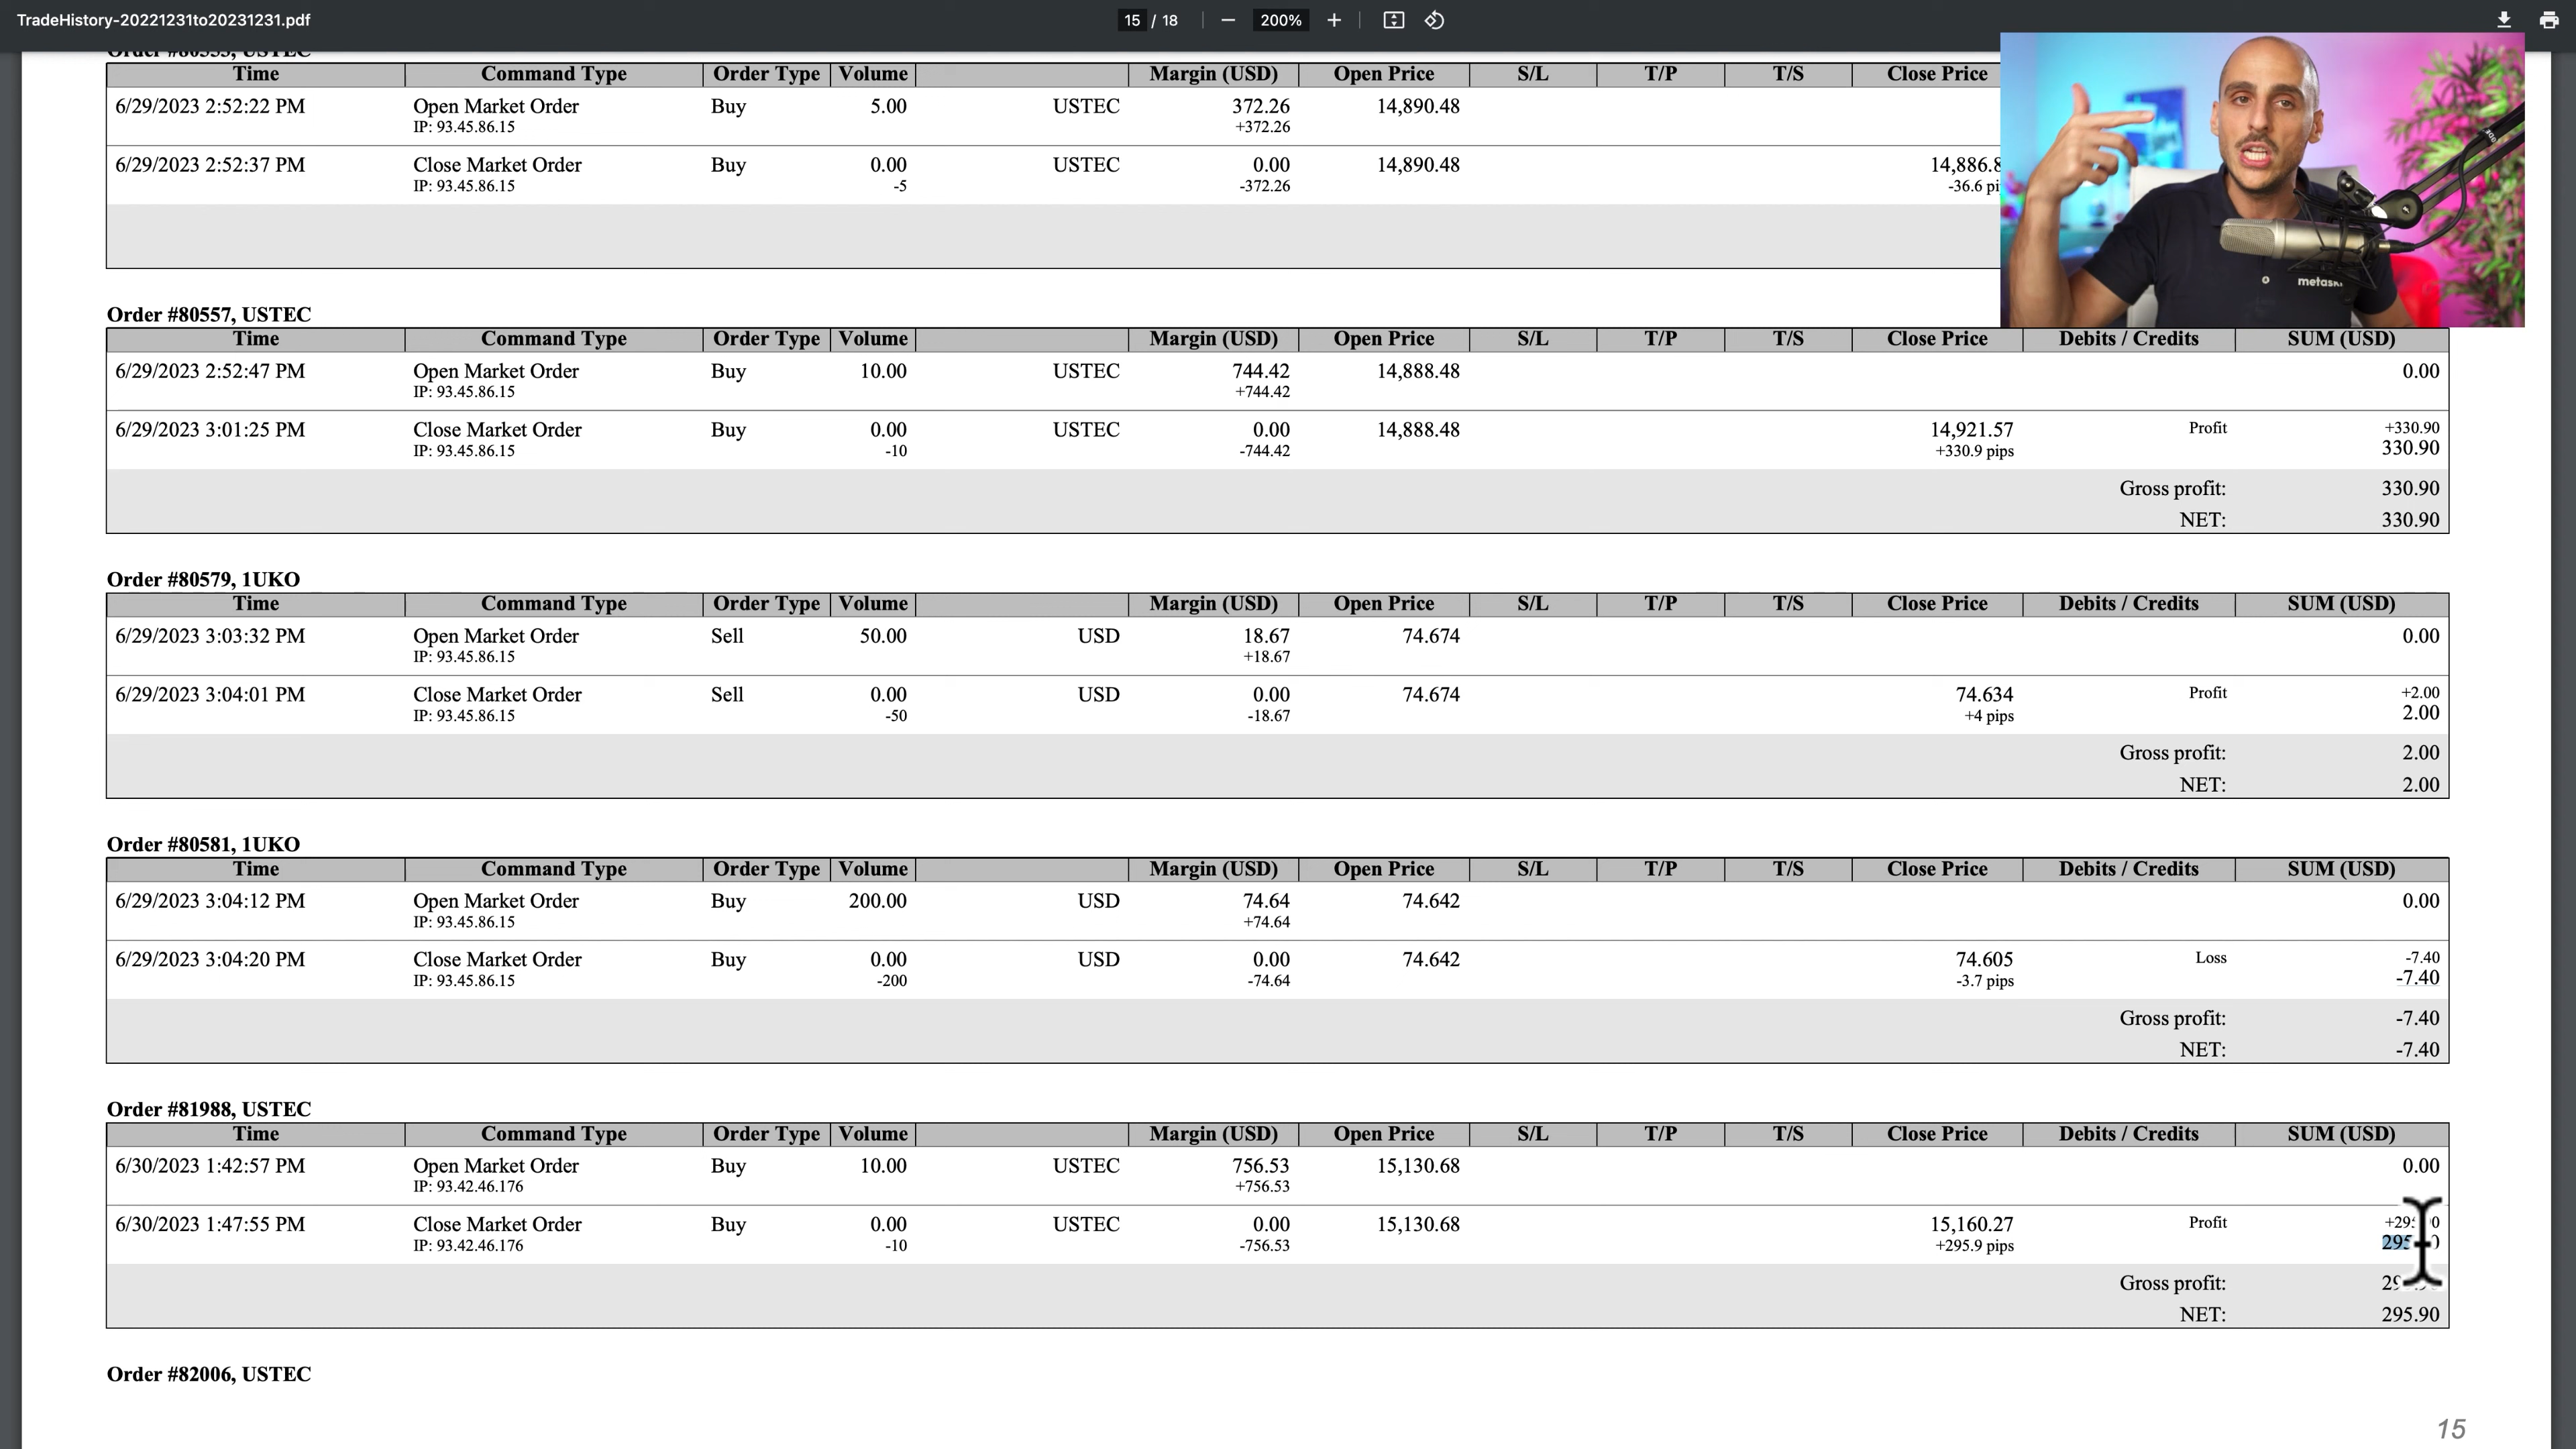 TradeHistory-20221231to20231231.pdf 15 / 18 200%
Time Command Type Order Type Volume Margin (USD) Open Price S/L T/P T/S Close Price
6/29/2023 2:52:22 PM Open Market Order Buy 5.00 USTEC 372.26 14,890.48
IP: 93.45.86.15 +372.26
6/29/2023 2:52:37 PM Close Market Order Buy 0.00 USTEC 0.00 14,890.48 14,886.8
IP: 93.45.86.15 -5 -372.26 -36.6 pi
Order #80557, USTEC
Time Command Type Order Type Volume Margin (USD) Open Price S/L T/P T/S Close Price Debits / Credits SUM (USD)
6/29/2023 2:52:47 PM Open Market Order Buy 10.00 USTEC 744.42 14,888.48 0.00
IP: 93.45.86.15 +744.42
6/29/2023 3:01:25 PM Close Market Order Buy 0.00 USTEC 0.00 14,888.48 14,921.57 Profit +330.90
IP: 93.45.86.15 -10 -744.42 +330.9 pips 330.90
Gross profit: 330.90
NET: 330.90
Order #80579, 1UKO
Time Command Type Order Type Volume Margin (USD) Open Price S/L T/P T/S Close Price Debits / Credits SUM (USD)
6/29/2023 3:03:32 PM Open Market Order Sell 50.00 USD 18.67 74.674 0.00
IP: 93.45.86.15 +18.67
6/29/2023 3:04:01 PM Close Market Order Sell 0.00 USD 0.00 74.674 74.634 Profit +2.00
IP: 93.45.86.15 -50 -18.67 +4 pips 2.00
Gross profit: 2.00
NET: 2.00
Order #80581, 1UKO
Time Command Type Order Type Volume Margin (USD) Open Price S/L T/P T/S Close Price Debits / Credits SUM (USD)
6/29/2023 3:04:12 PM Open Market Order Buy 200.00 USD 74.64 74.642 0.00
IP: 93.45.86.15 +74.64
6/29/2023 3:04:20 PM Close Market Order Buy 0.00 USD 0.00 74.642 74.605 Loss -7.40
IP: 93.45.86.15 -200 -74.64 -3.7 pips -7.40
Gross profit: -7.40
NET: -7.40
Order #81988, USTEC
Time Command Type Order Type Volume Margin (USD) Open Price S/L T/P T/S Close Price Debits / Credits SUM (USD)
6/30/2023 1:42:57 PM Open Market Order Buy 10.00 USTEC 756.53 15,130.68 0.00
IP: 93.42.46.176 +756.53
6/30/2023 1:47:55 PM Close Market Order Buy 0.00 USTEC 0.00 15,130.68 15,160.27 Profit
IP: 93.42.46.176 -10 -756.53 +295.9 pips
Gross profit:
NET: 295.90
Order #82006, USTEC
15